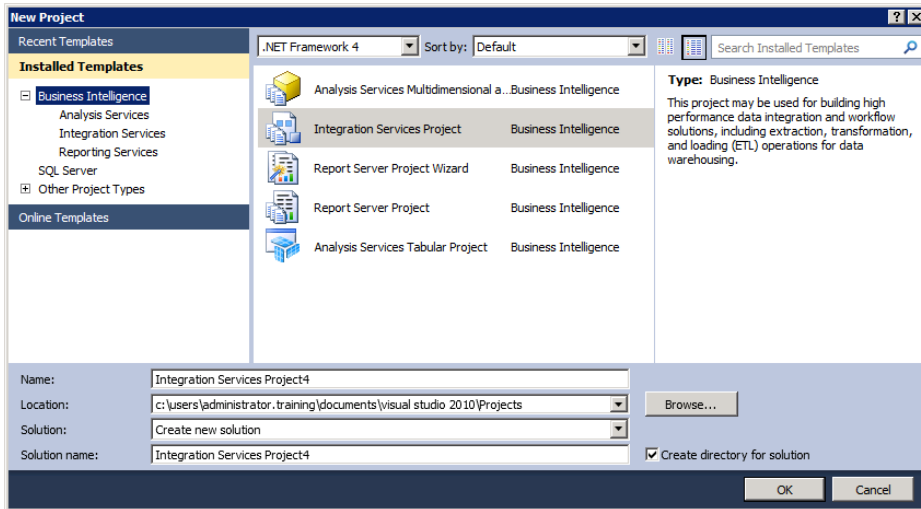 New Project
Recent Templates
Installed Templates
Business Intelligence
Analysis Services
Integration Services
Reporting Services
SQL Server
Other Project Types
Online Templates
.NET Framework 4
Sort by: Default
Search Installed Templates
Analysis Services Multidimensional a...Business Intelligence
Integration Services Project Business Intelligence
Report Server Project Wizard Business Intelligence
Report Server Project Business Intelligence
Analysis Services Tabular Project Business Intelligence
Type: Business Intelligence
This project may be used for building high
performance data integration and workflow
solutions, including extraction, transformation,
and loading (ETL) operations for data
warehousing.
Name: Integration Services Project4
Location: c:\users\administrator.training\documents\visual studio 2010\Projects
Browse...
Solution: Create new solution
Solution name: Integration Services Project4
Create directory for solution
OK Cancel